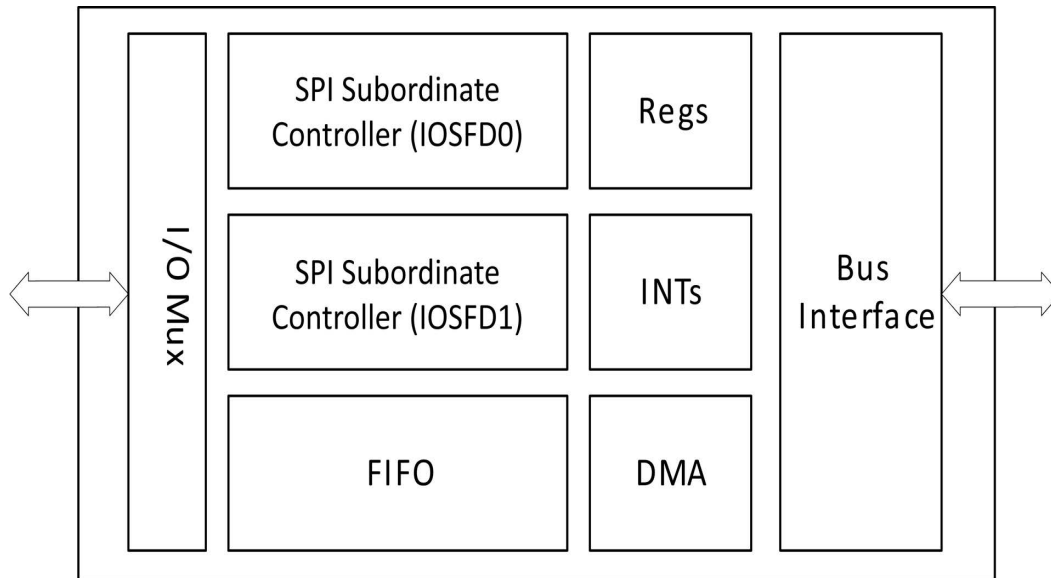 I/O Mux
SPI Subordinate
Controller (IOSFD0)
Regs
SPI Subordinate
Controller (IOSFD1)
INTs
FIFO
DMA
Bus
Interface